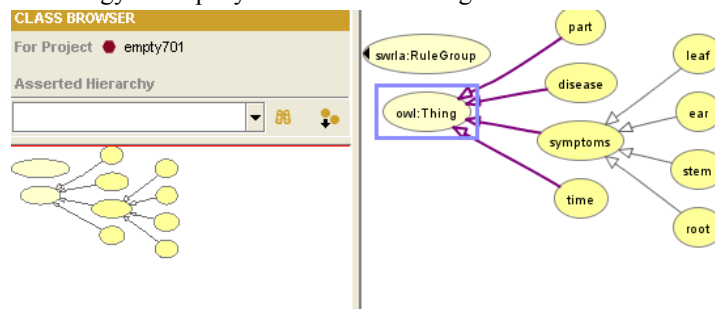 CLASS BROWSER
For Project empty701
Asserted Hierarchy
swrla:RuleGroup
owl:Thing
part
disease
symptoms
time
leaf
ear
stem
root